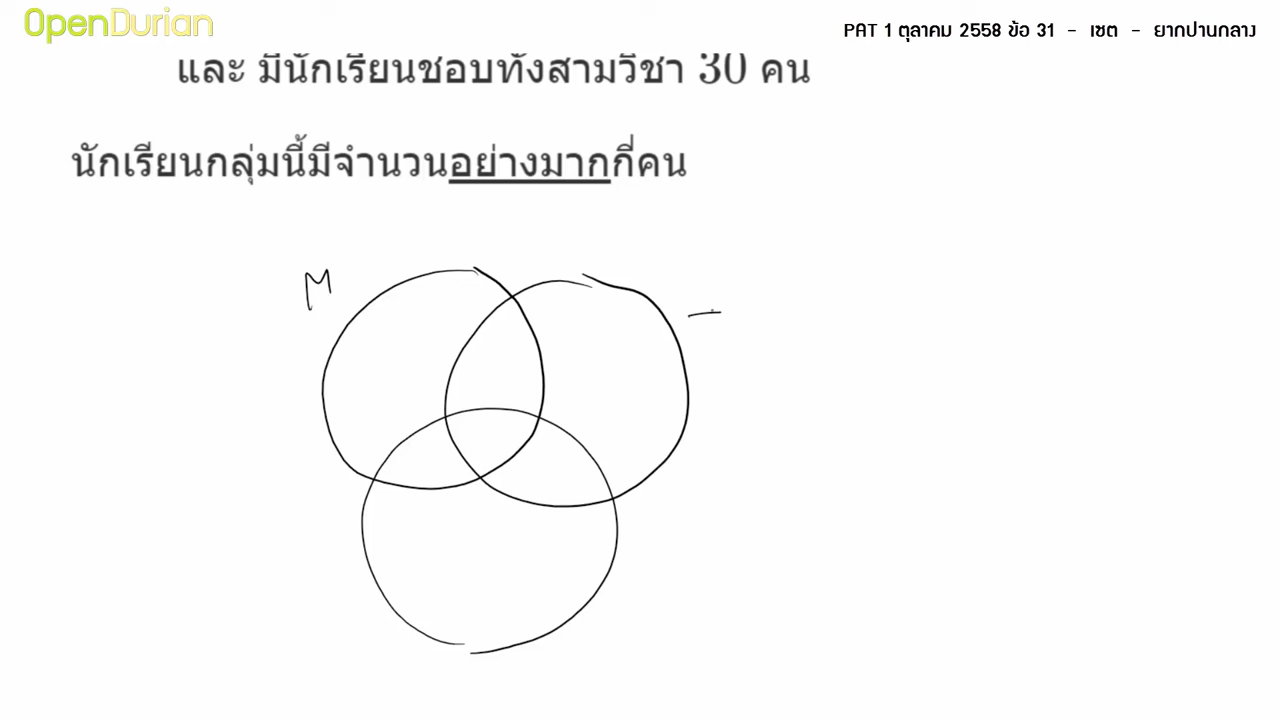 OpenDurian
PAT 1 ตุลาคม 2558 ข้อ 31 - เซต - ยากปานกลาง
และ มีนักเรียนชอบทั้งสามวิชา 30 คน
นักเรียนกลุ่มนี้มีจำนวนอย่างมากกี่คน
M